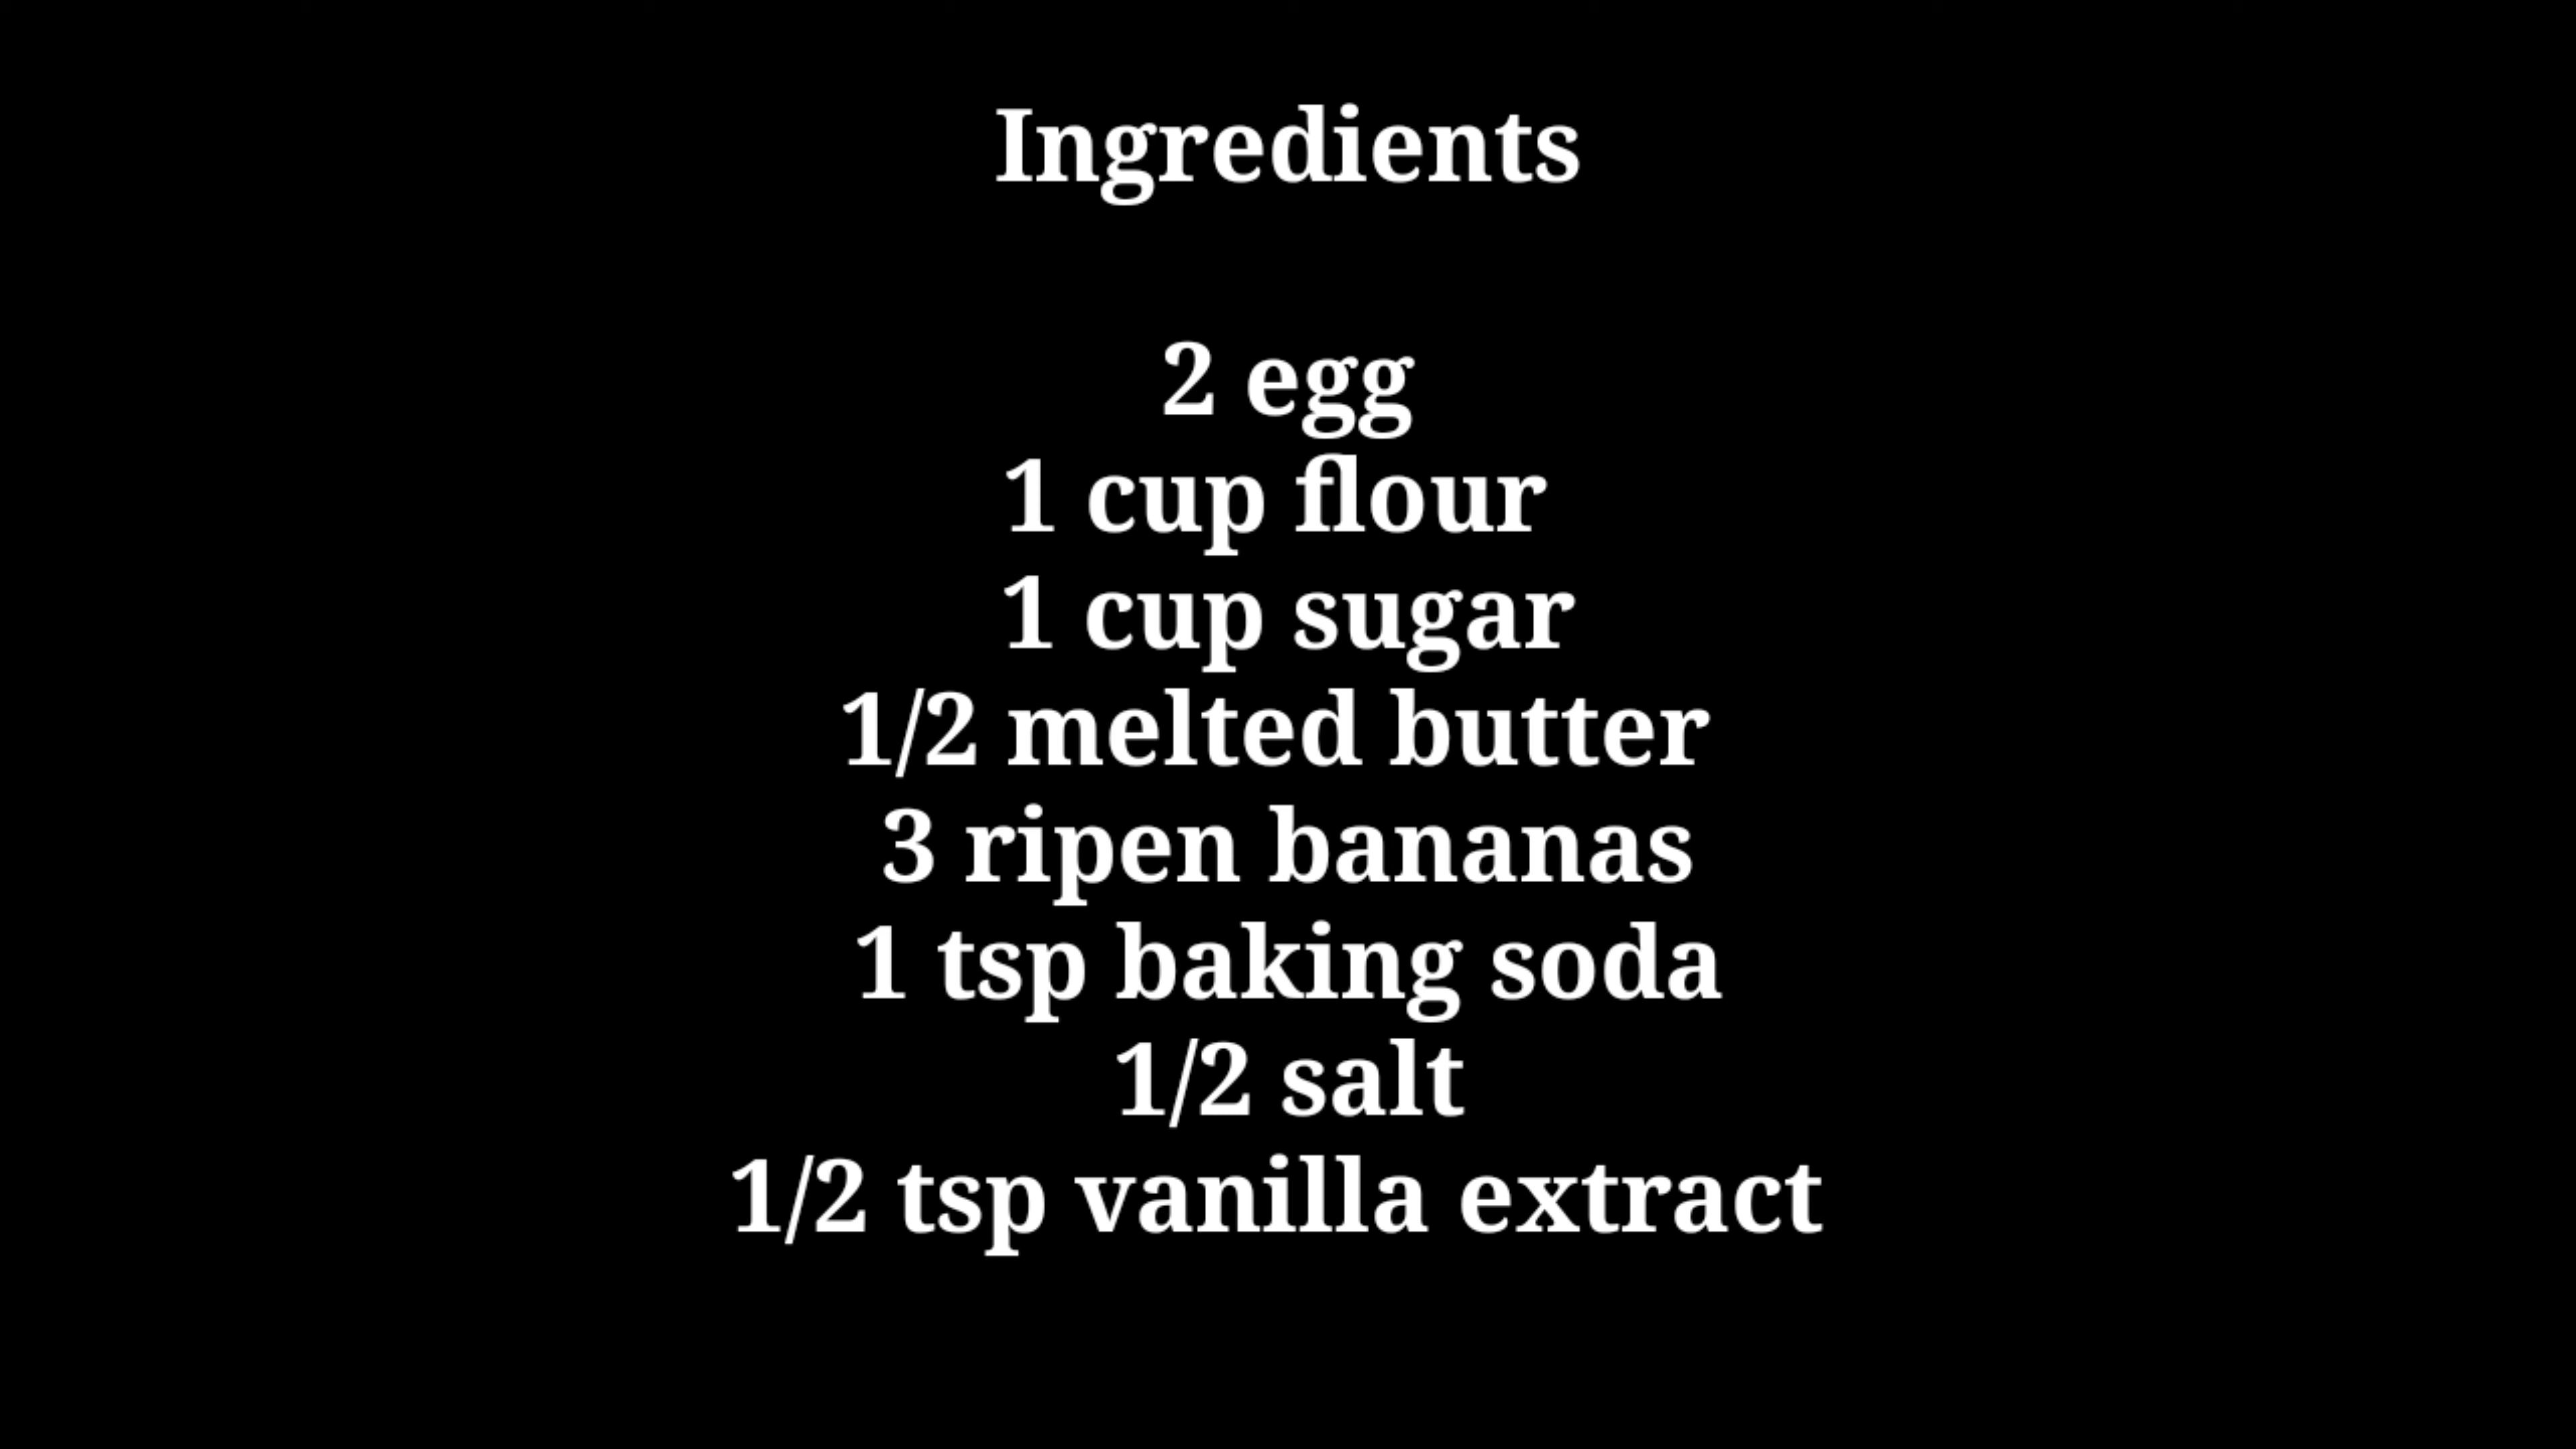 Ingredients
2 egg
1 cup flour
1 cup sugar
1/2 melted butter
3 ripen bananas
1 tsp baking soda
1/2 salt
1/2 tsp vanilla extract